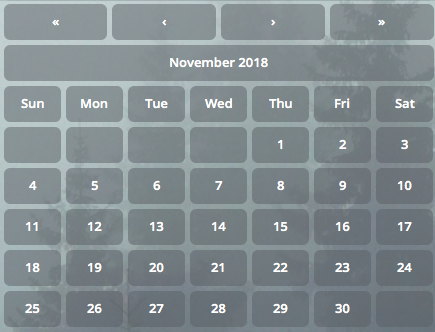 « ‹ › »
November 2018
Sun Mon Tue Wed Thu Fri Sat
1 2 3
4 5 6 7 8 9 10
11 12 13 14 15 16 17
18 19 20 21 22 23 24
25 26 27 28 29 30